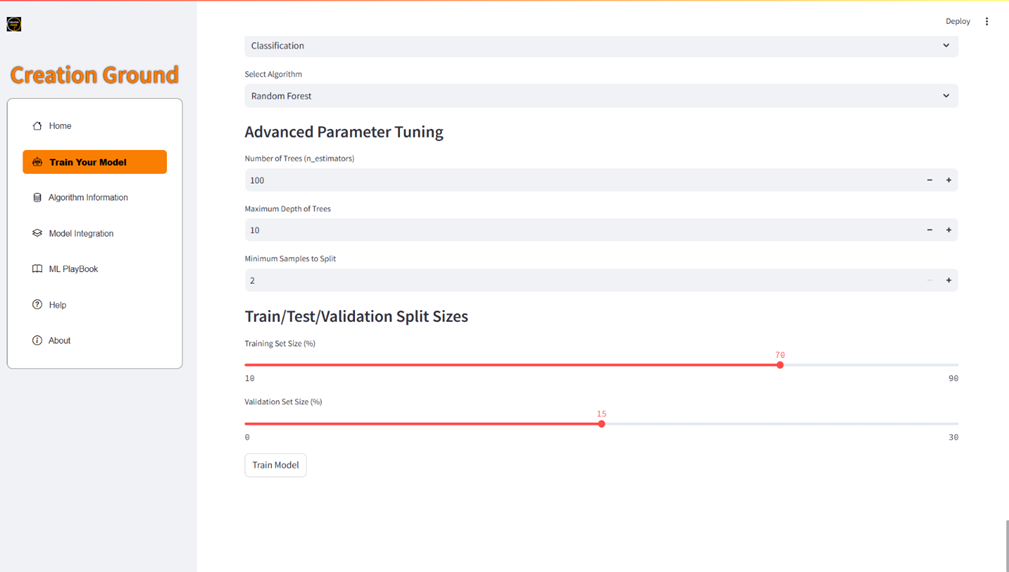 Deploy
Creation Ground
Home
Train Your Model
Algorithm Information
Model Integration
ML PlayBook
Help
About
Classification
Select Algorithm
Random Forest
Advanced Parameter Tuning
Number of Trees (n_estimators)
100
Maximum Depth of Trees
10
Minimum Samples to Split
2
Train/Test/Validation Split Sizes
Training Set Size (%)
70
10 90
Validation Set Size (%)
15
0 30
Train Model